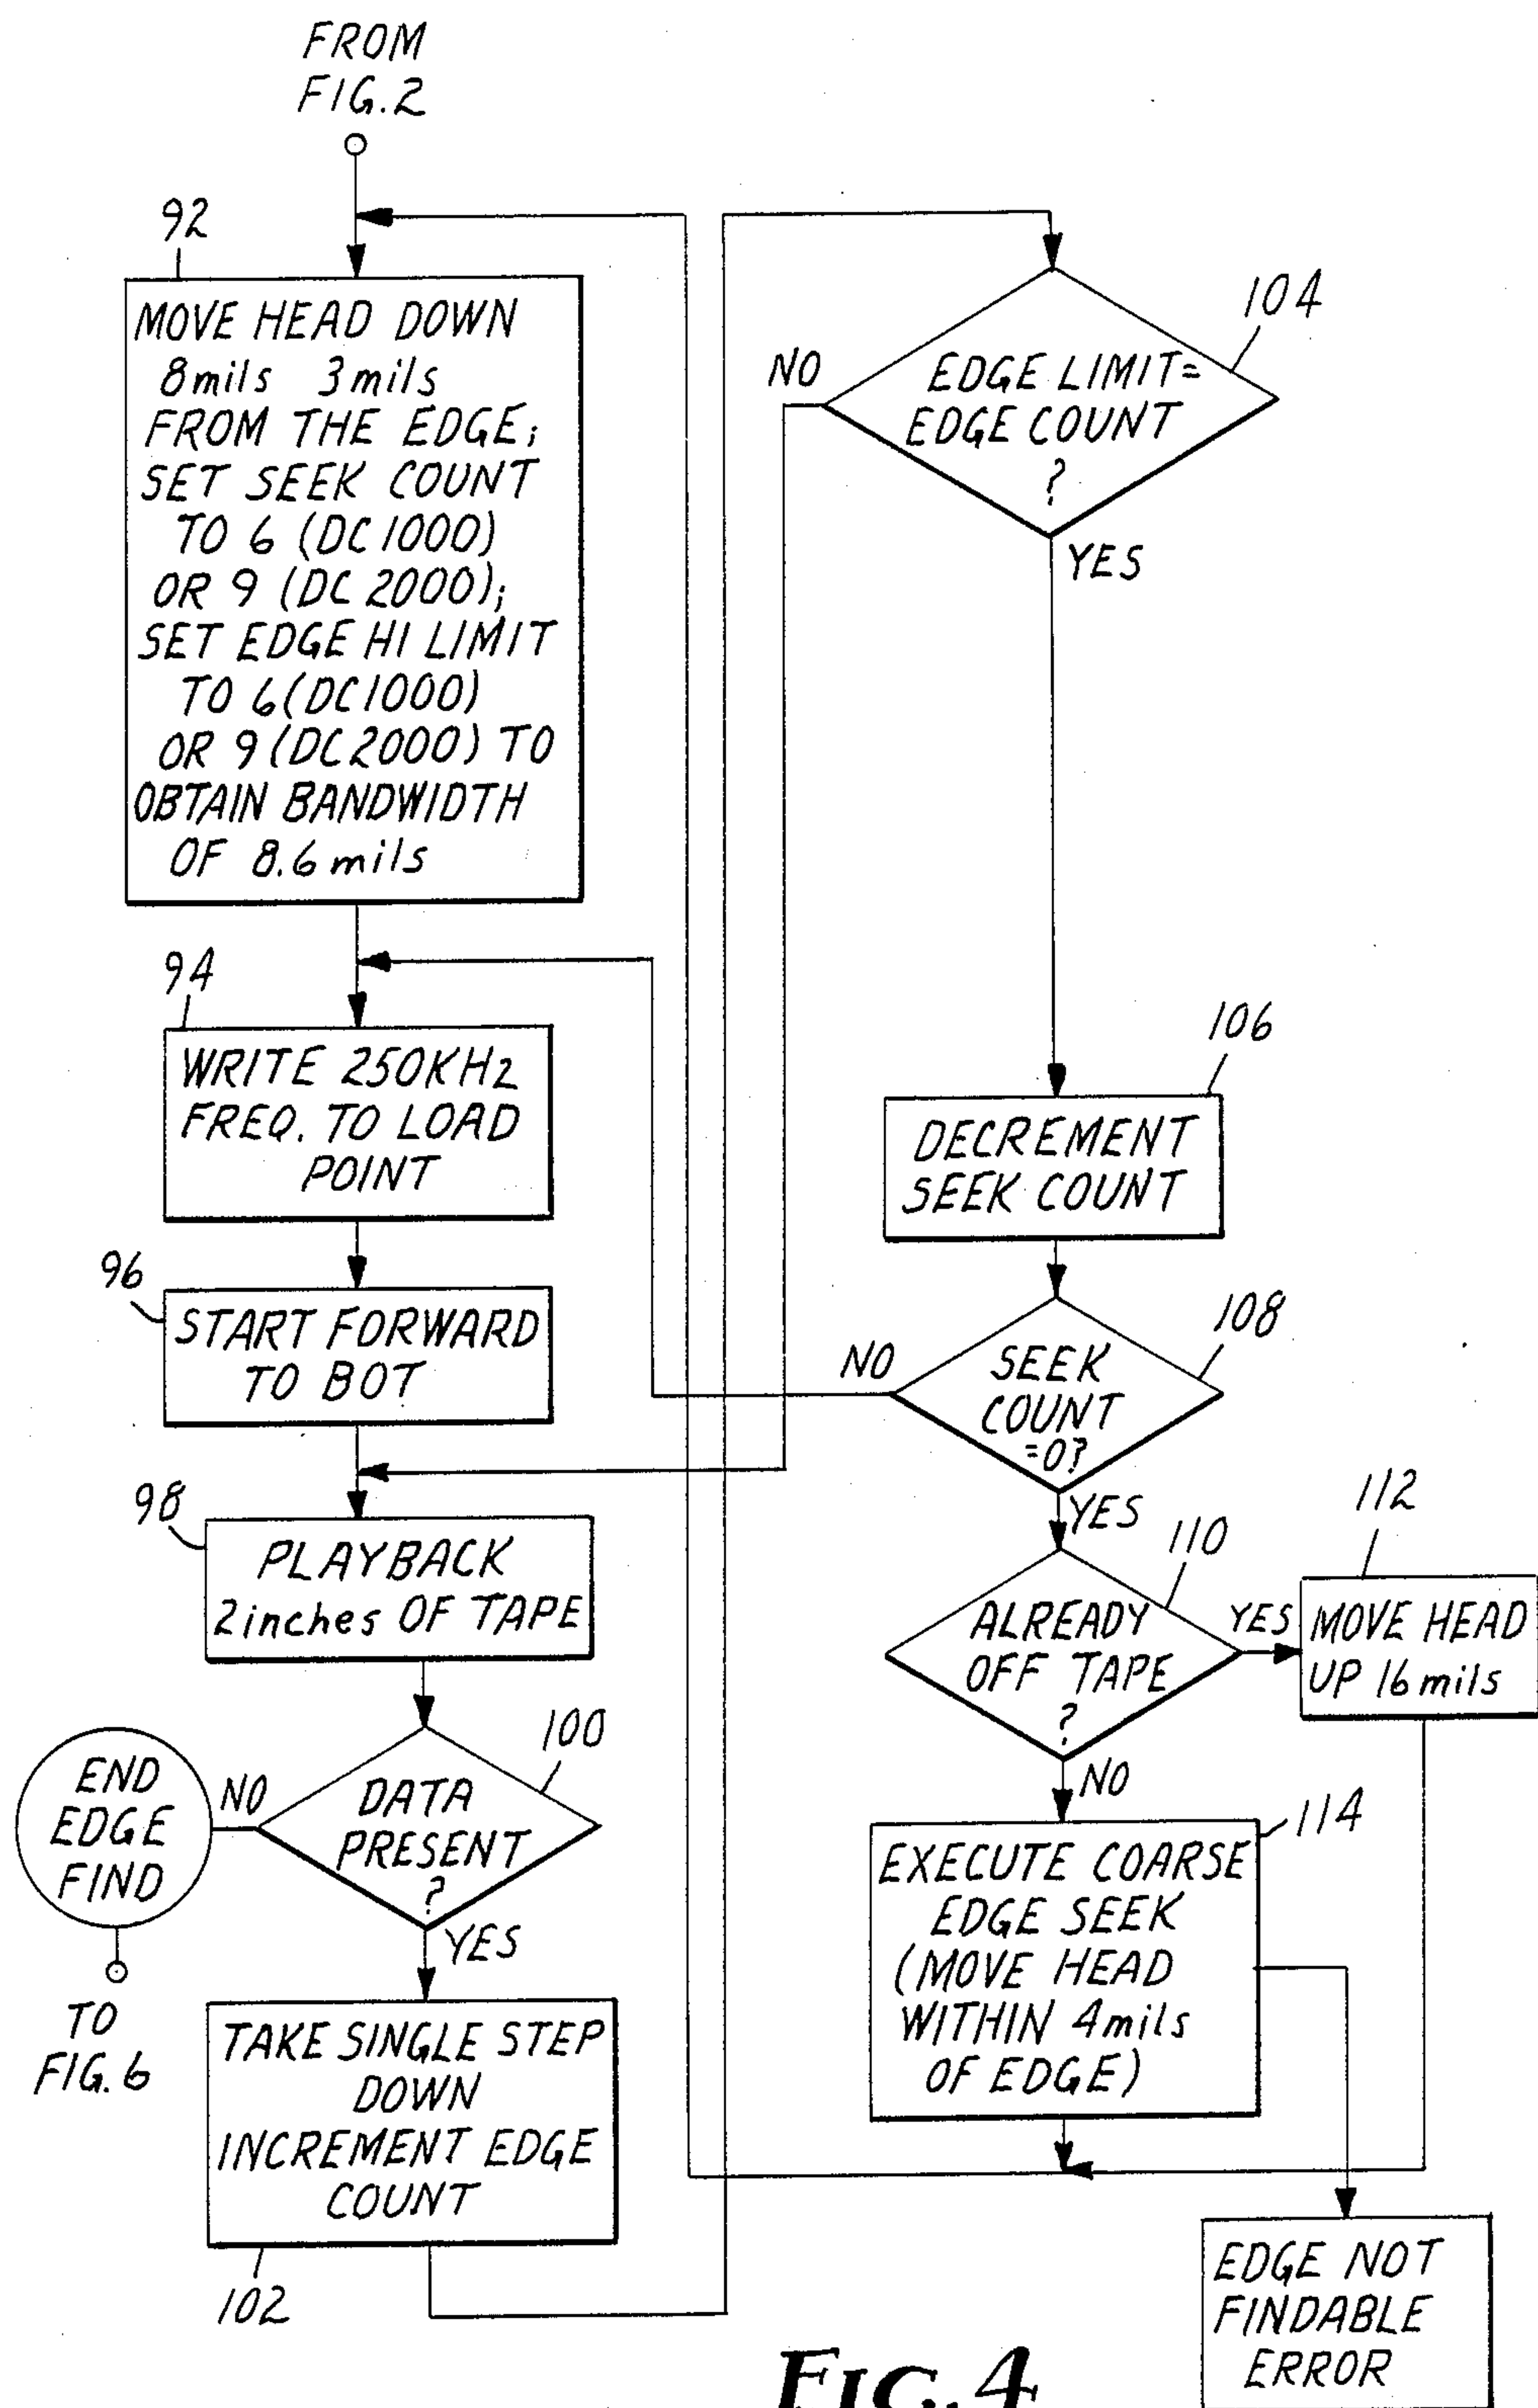 FROM
FIG. 2
92
MOVE HEAD DOWN
8mils 3mils
FROM THE EDGE;
SET SEEK COUNT
TO 6 (DC1000)
OR 9 (DC2000);
SET EDGE HI LIMIT
TO 6(DC1000)
OR 9(DC2000) TO
OBTAIN BANDWIDTH
OF 8.6 mils
94
WRITE 250KHz
FREQ. TO LOAD
POINT
96
START FORWARD
TO BOT
98
PLAYBACK
2inches OF TAPE
100
DATA
PRESENT
?
NO
END
EDGE
FIND
TO
FIG. 6
YES
TAKE SINGLE STEP
DOWN
INCREMENT EDGE
COUNT
102
104
EDGE LIMIT=
EDGE COUNT
?
NO
YES
106
DECREMENT
SEEK COUNT
108
SEEK
COUNT
=0?
NO
YES
110
ALREADY
OFF TAPE
?
YES
112
MOVE HEAD
UP 16 mils
NO
114
EXECUTE COARSE
EDGE SEEK
(MOVE HEAD
WITHIN 4mils
OF EDGE)
EDGE NOT
FINDABLE
ERROR
FIG. 4